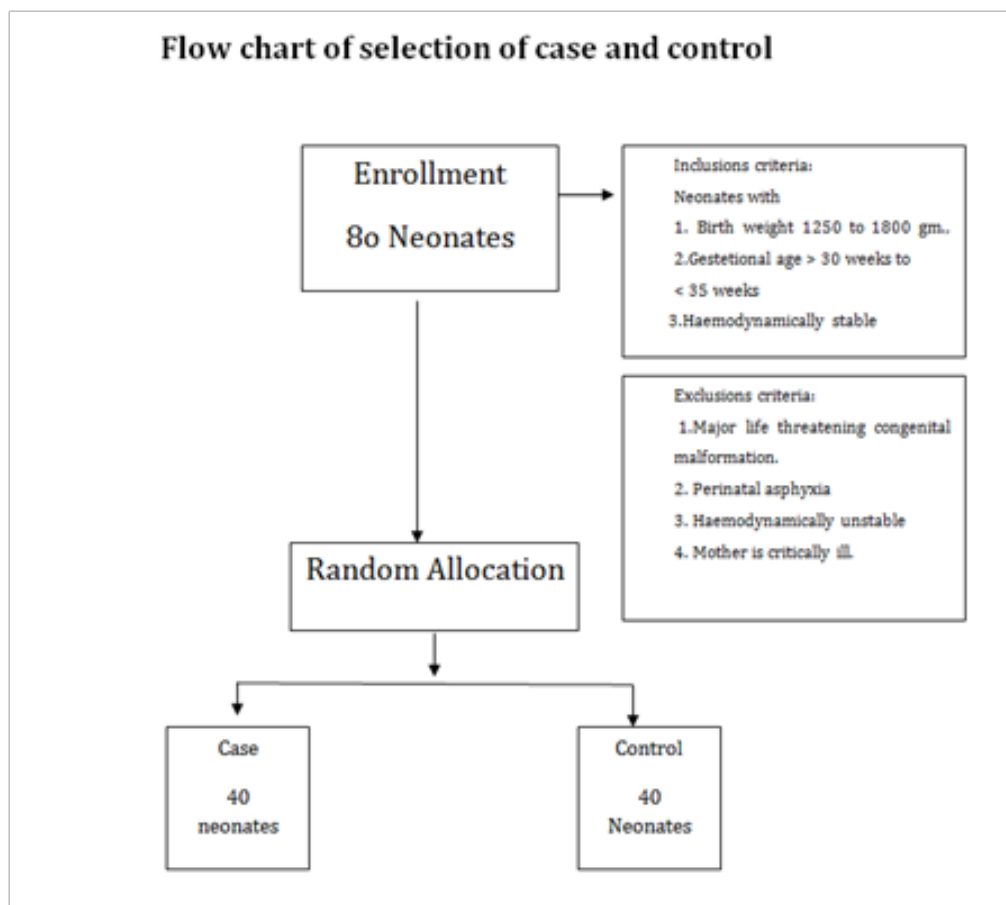 Flow chart of selection of case and control
Enrollment
8o Neonates
Inclusions criteria:
Neonates with
1. Birth weight 1250 to 1800 gm..
2.Gestetional age > 30 weeks to
< 35 weeks
3.Haemodynamically stable
Exclusions criteria:
1.Major life threatening congenital
malformation.
2. Perinatal asphyxia
3. Haemodynamically unstable
4. Mother is critically ill.
Random Allocation
Case
40
neonates
Control
40
Neonates